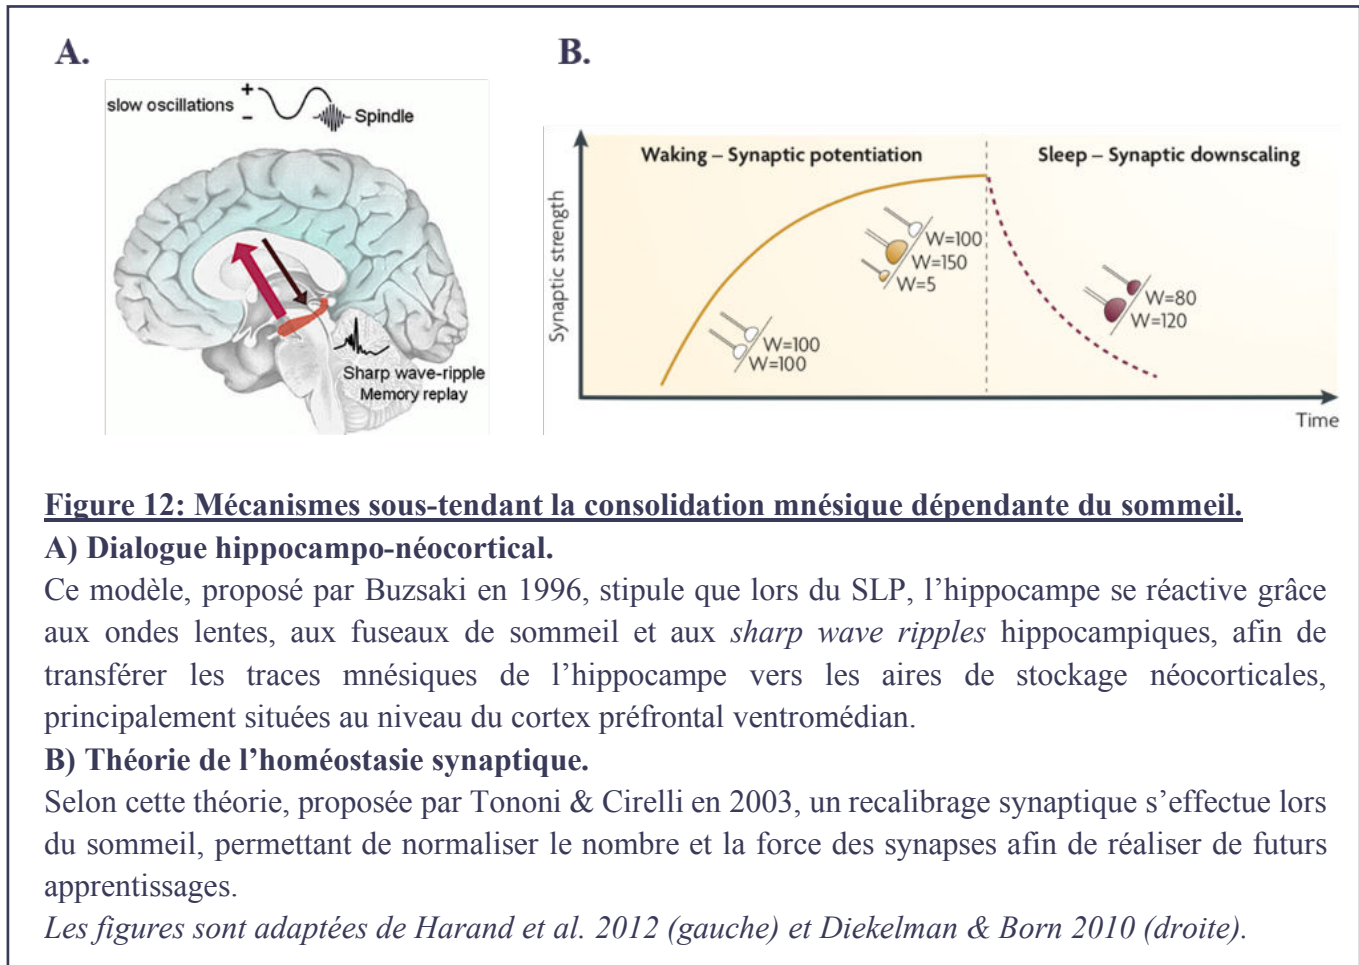 A.
B.
slow oscillations
+
−
Spindle
Sharp wave-ripple
Memory replay
Synaptic strength
Waking – Synaptic potentiation
Sleep – Synaptic downscaling
W=100
W=150
W=5
W=100
W=100
W=80
W=120
Time
Figure 12: Mécanismes sous-tendant la consolidation mnésique dépendante du sommeil.
A) Dialogue hippocampo-néocortical.
Ce modèle, proposé par Buzsaki en 1996, stipule que lors du SLP, l’hippocampe se réactive grâce
aux ondes lentes, aux fuseaux de sommeil et aux sharp wave ripples hippocampiques, afin de
transférer les traces mnésiques de l’hippocampe vers les aires de stockage néocorticales,
principalement situées au niveau du cortex préfrontal ventromédian.
B) Théorie de l’homéostasie synaptique.
Selon cette théorie, proposée par Tononi & Cirelli en 2003, un recalibrage synaptique s’effectue lors
du sommeil, permettant de normaliser le nombre et la force des synapses afin de réaliser de futurs
apprentissages.
Les figures sont adaptées de Harand et al. 2012 (gauche) et Diekelman & Born 2010 (droite).